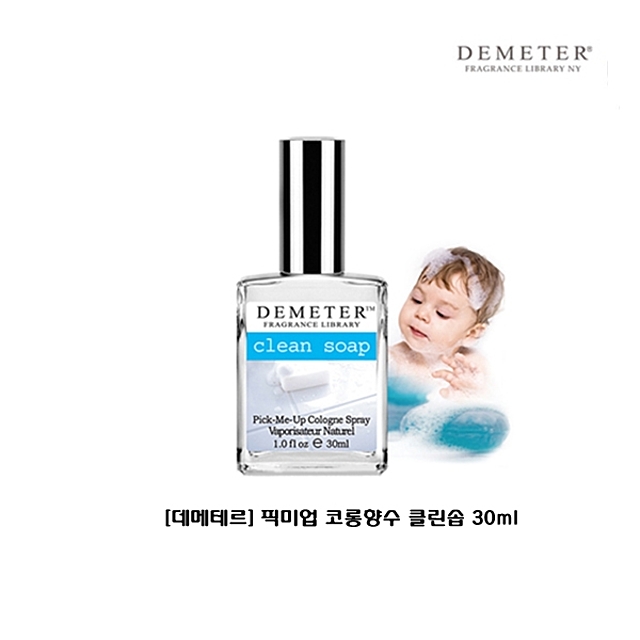 DEMETER®
FRAGRANCE LIBRARY NY
DEMETER™
FRAGRANCE LIBRARY
clean soap
Pick-Me-Up Cologne Spray
Vaporisateur Naturel
1.0 fl oz ℮ 30ml
[데메테르] 픽미업 코롱향수 클린솝 30ml